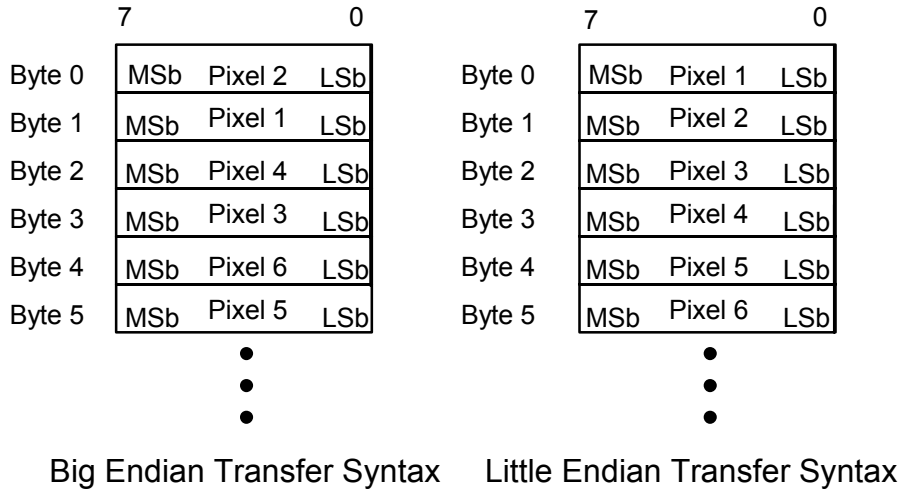 7 0 7 0
Byte 0 MSb Pixel 2 LSb Byte 0 MSb Pixel 1 LSb
Byte 1 MSb Pixel 1 LSb Byte 1 MSb Pixel 2 LSb
Byte 2 MSb Pixel 4 LSb Byte 2 MSb Pixel 3 LSb
Byte 3 MSb Pixel 3 LSb Byte 3 MSb Pixel 4 LSb
Byte 4 MSb Pixel 6 LSb Byte 4 MSb Pixel 5 LSb
Byte 5 MSb Pixel 5 LSb Byte 5 MSb Pixel 6 LSb
Big Endian Transfer Syntax Little Endian Transfer Syntax